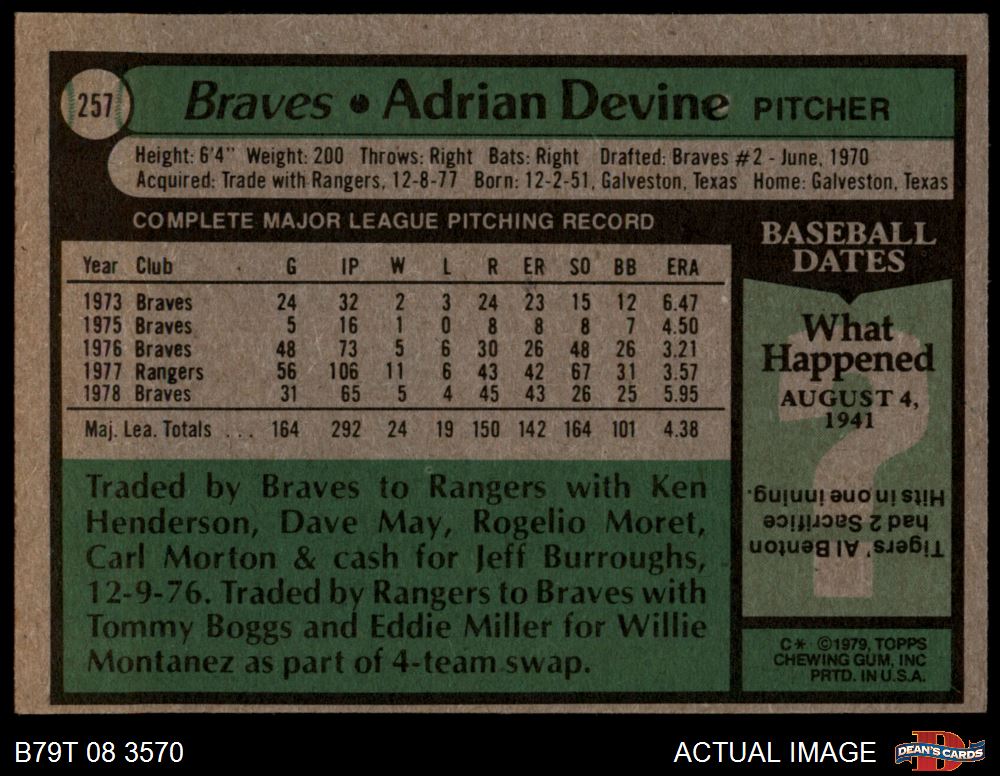 257
Braves • Adrian Devine PITCHER
Height: 6'4" Weight: 200 Throws: Right Bats: Right Drafted: Braves #2 - June, 1970
Acquired: Trade with Rangers, 12-8-77 Born: 12-2-51, Galveston, Texas Home: Galveston, Texas
COMPLETE MAJOR LEAGUE PITCHING RECORD
Year Club G IP W L R ER SO BB ERA
1973 Braves 24 32 2 3 24 23 15 12 6.47
1975 Braves 5 16 1 0 8 8 8 7 4.50
1976 Braves 48 73 5 6 30 26 48 26 3.21
1977 Rangers 56 106 11 6 43 42 67 31 3.57
1978 Braves 31 65 5 4 45 43 26 25 5.95
Maj. Lea. Totals ... 164 292 24 19 150 142 164 101 4.38
Traded by Braves to Rangers with Ken
Henderson, Dave May, Rogelio Moret,
Carl Morton & cash for Jeff Burroughs,
12-9-76. Traded by Rangers to Braves with
Tommy Boggs and Eddie Miller for Willie
Montanez as part of 4-team swap.
BASEBALL
DATES
What
Happened
AUGUST 4,
1941
?
Tigers' Al Benton
had 2 Sacrifice
Hits in one inning.
C* ©1979, TOPPS
CHEWING GUM, INC
PRTD. IN U.S.A.
B79T 08 3570
ACTUAL IMAGE
D
DEAN'S CARDS